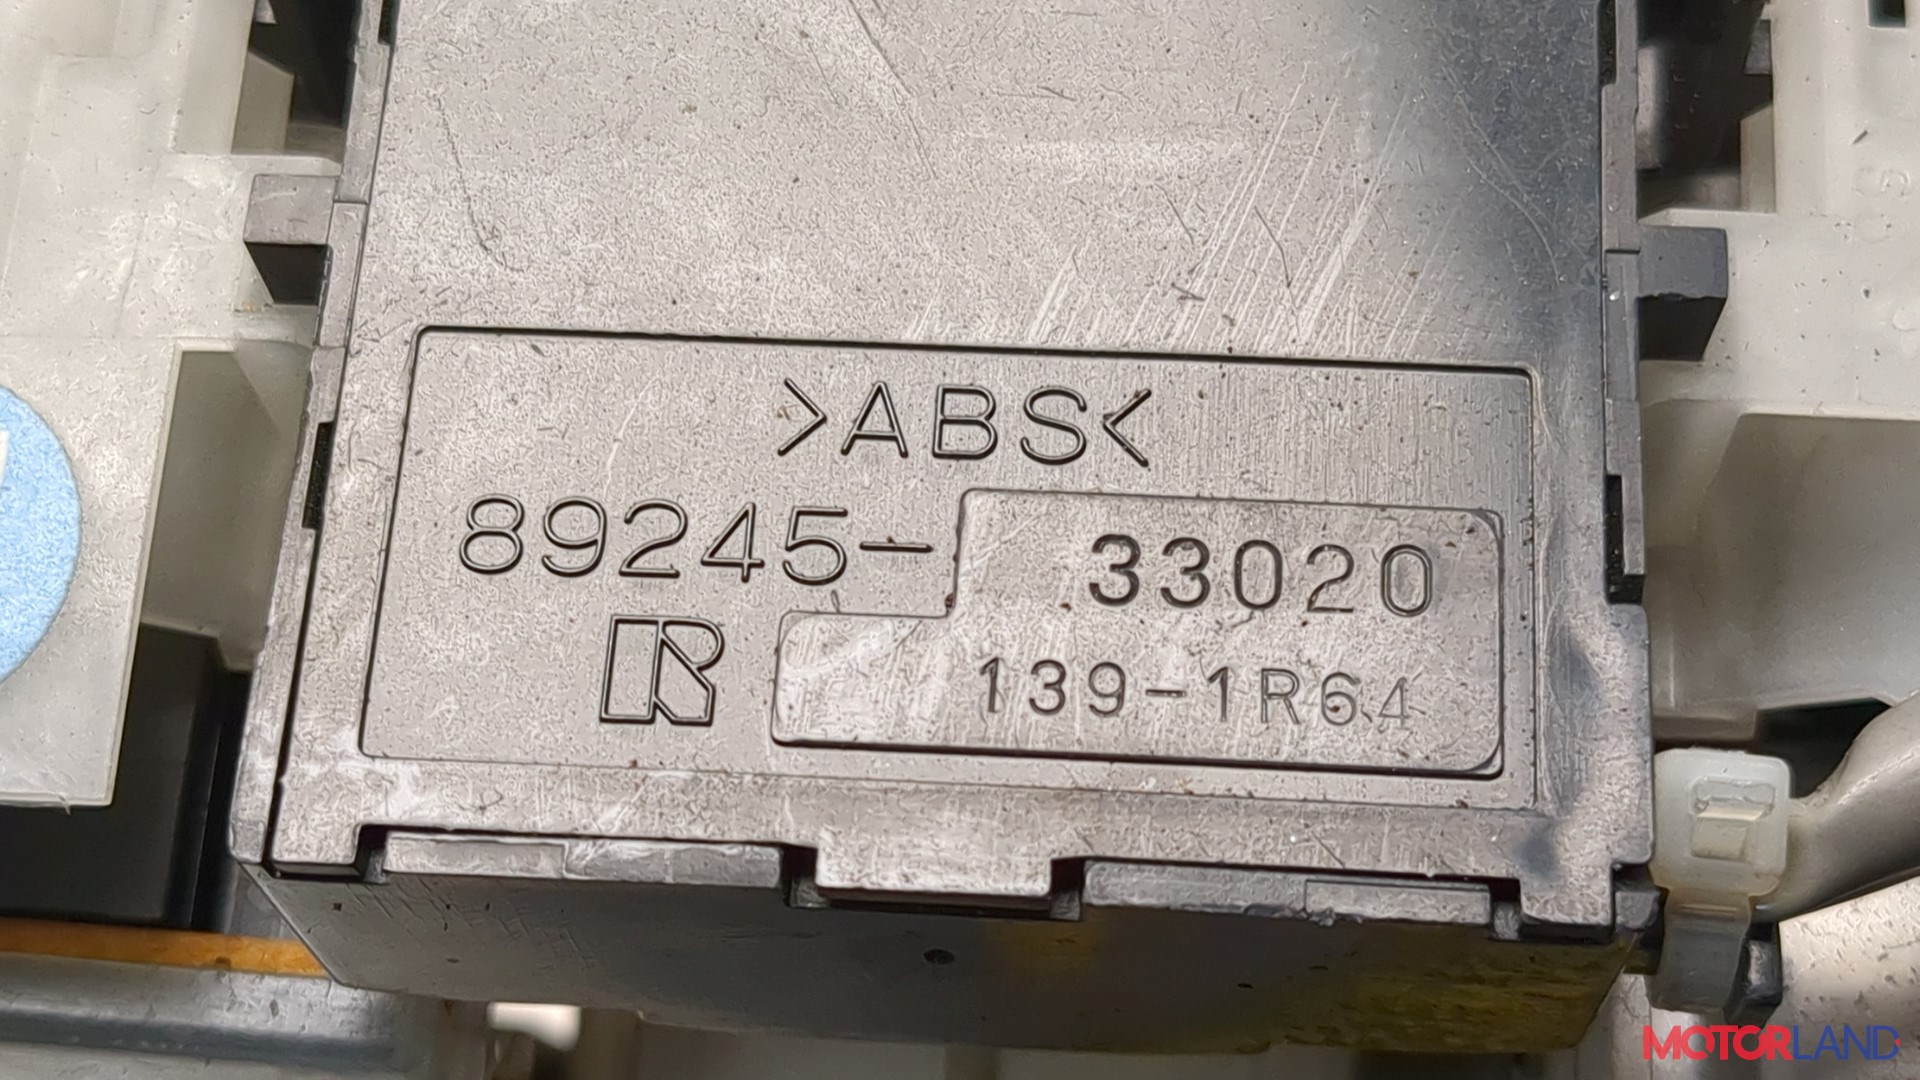 >ABS<
89245-33020
R
139-1R64
MOTORLAND